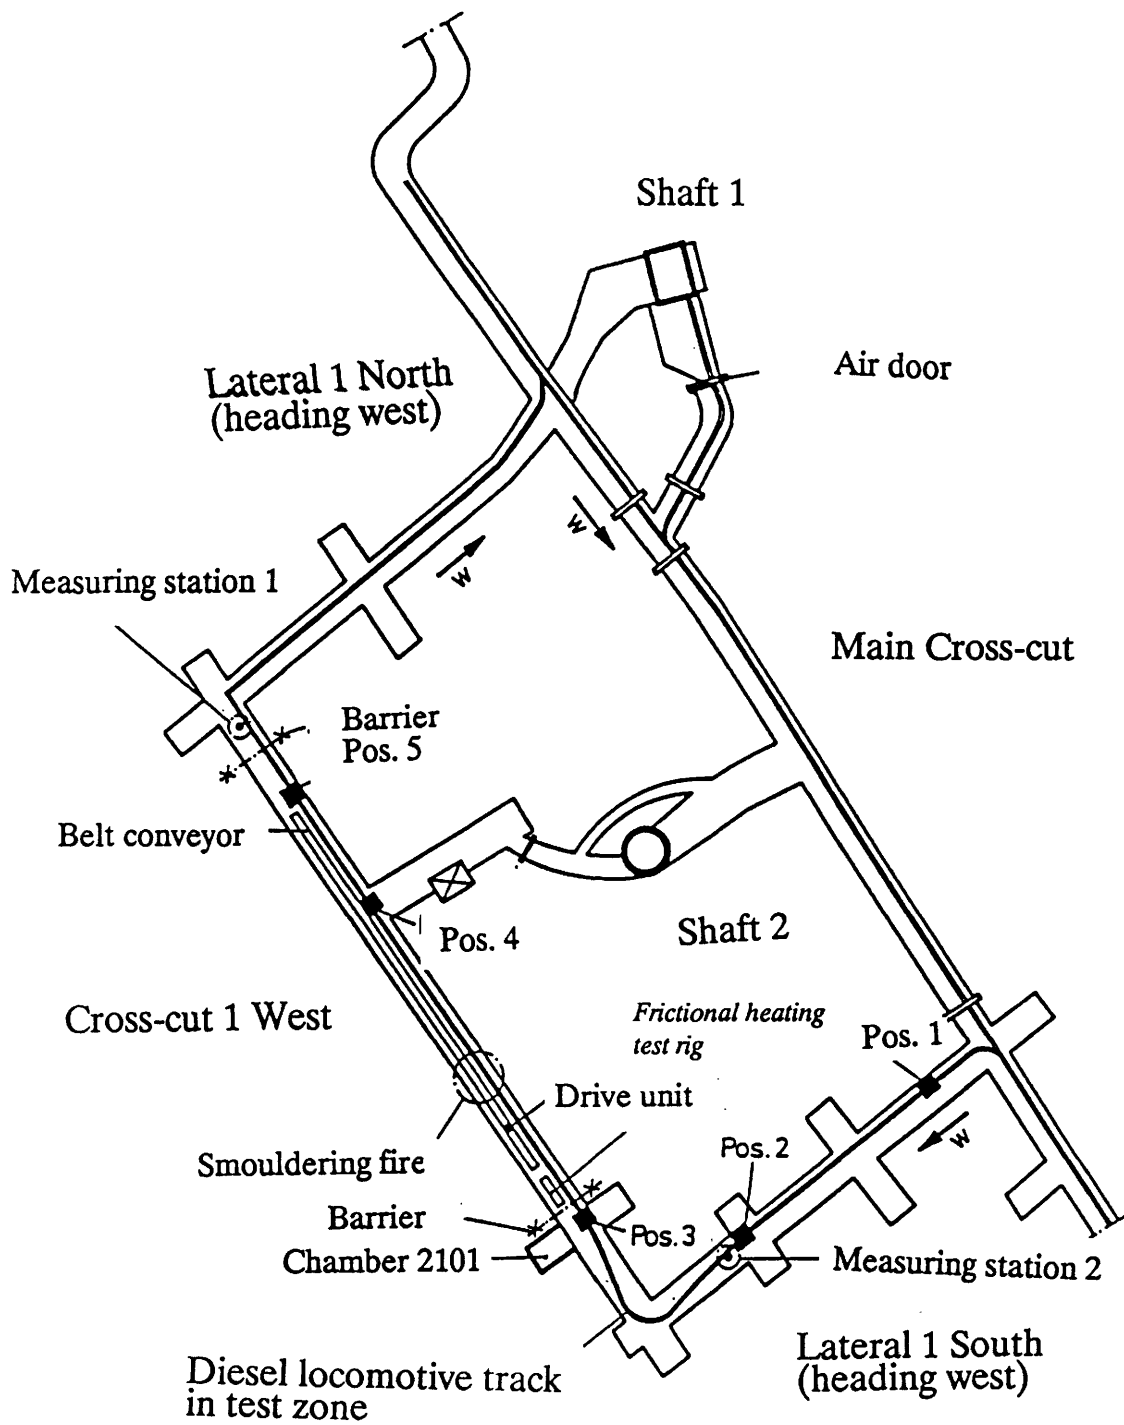 Shaft 1
Air door
Lateral 1 North
(heading west)
W
W
Measuring station 1
Main Cross-cut
Barrier
Pos. 5
Belt conveyor
Pos. 4
Shaft 2
Cross-cut 1 West
Frictional heating
test rig
Pos. 1
Drive unit
W
Smouldering fire
Pos. 2
Barrier
Pos. 3
Chamber 2101
Measuring station 2
Lateral 1 South
(heading west)
Diesel locomotive track
in test zone